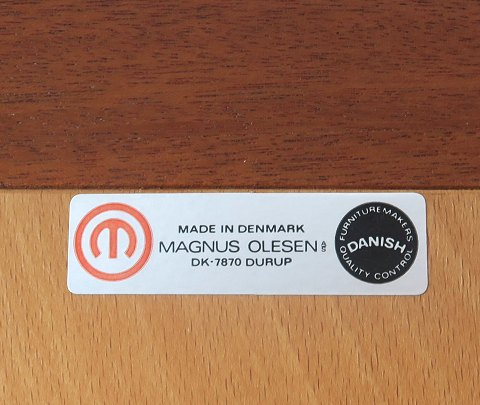 MADE IN DENMARK
MAGNUS OLESEN A/S
DK-7870 DURUP
FURNITUREMAKERS
DANISH
QUALITY CONTROL